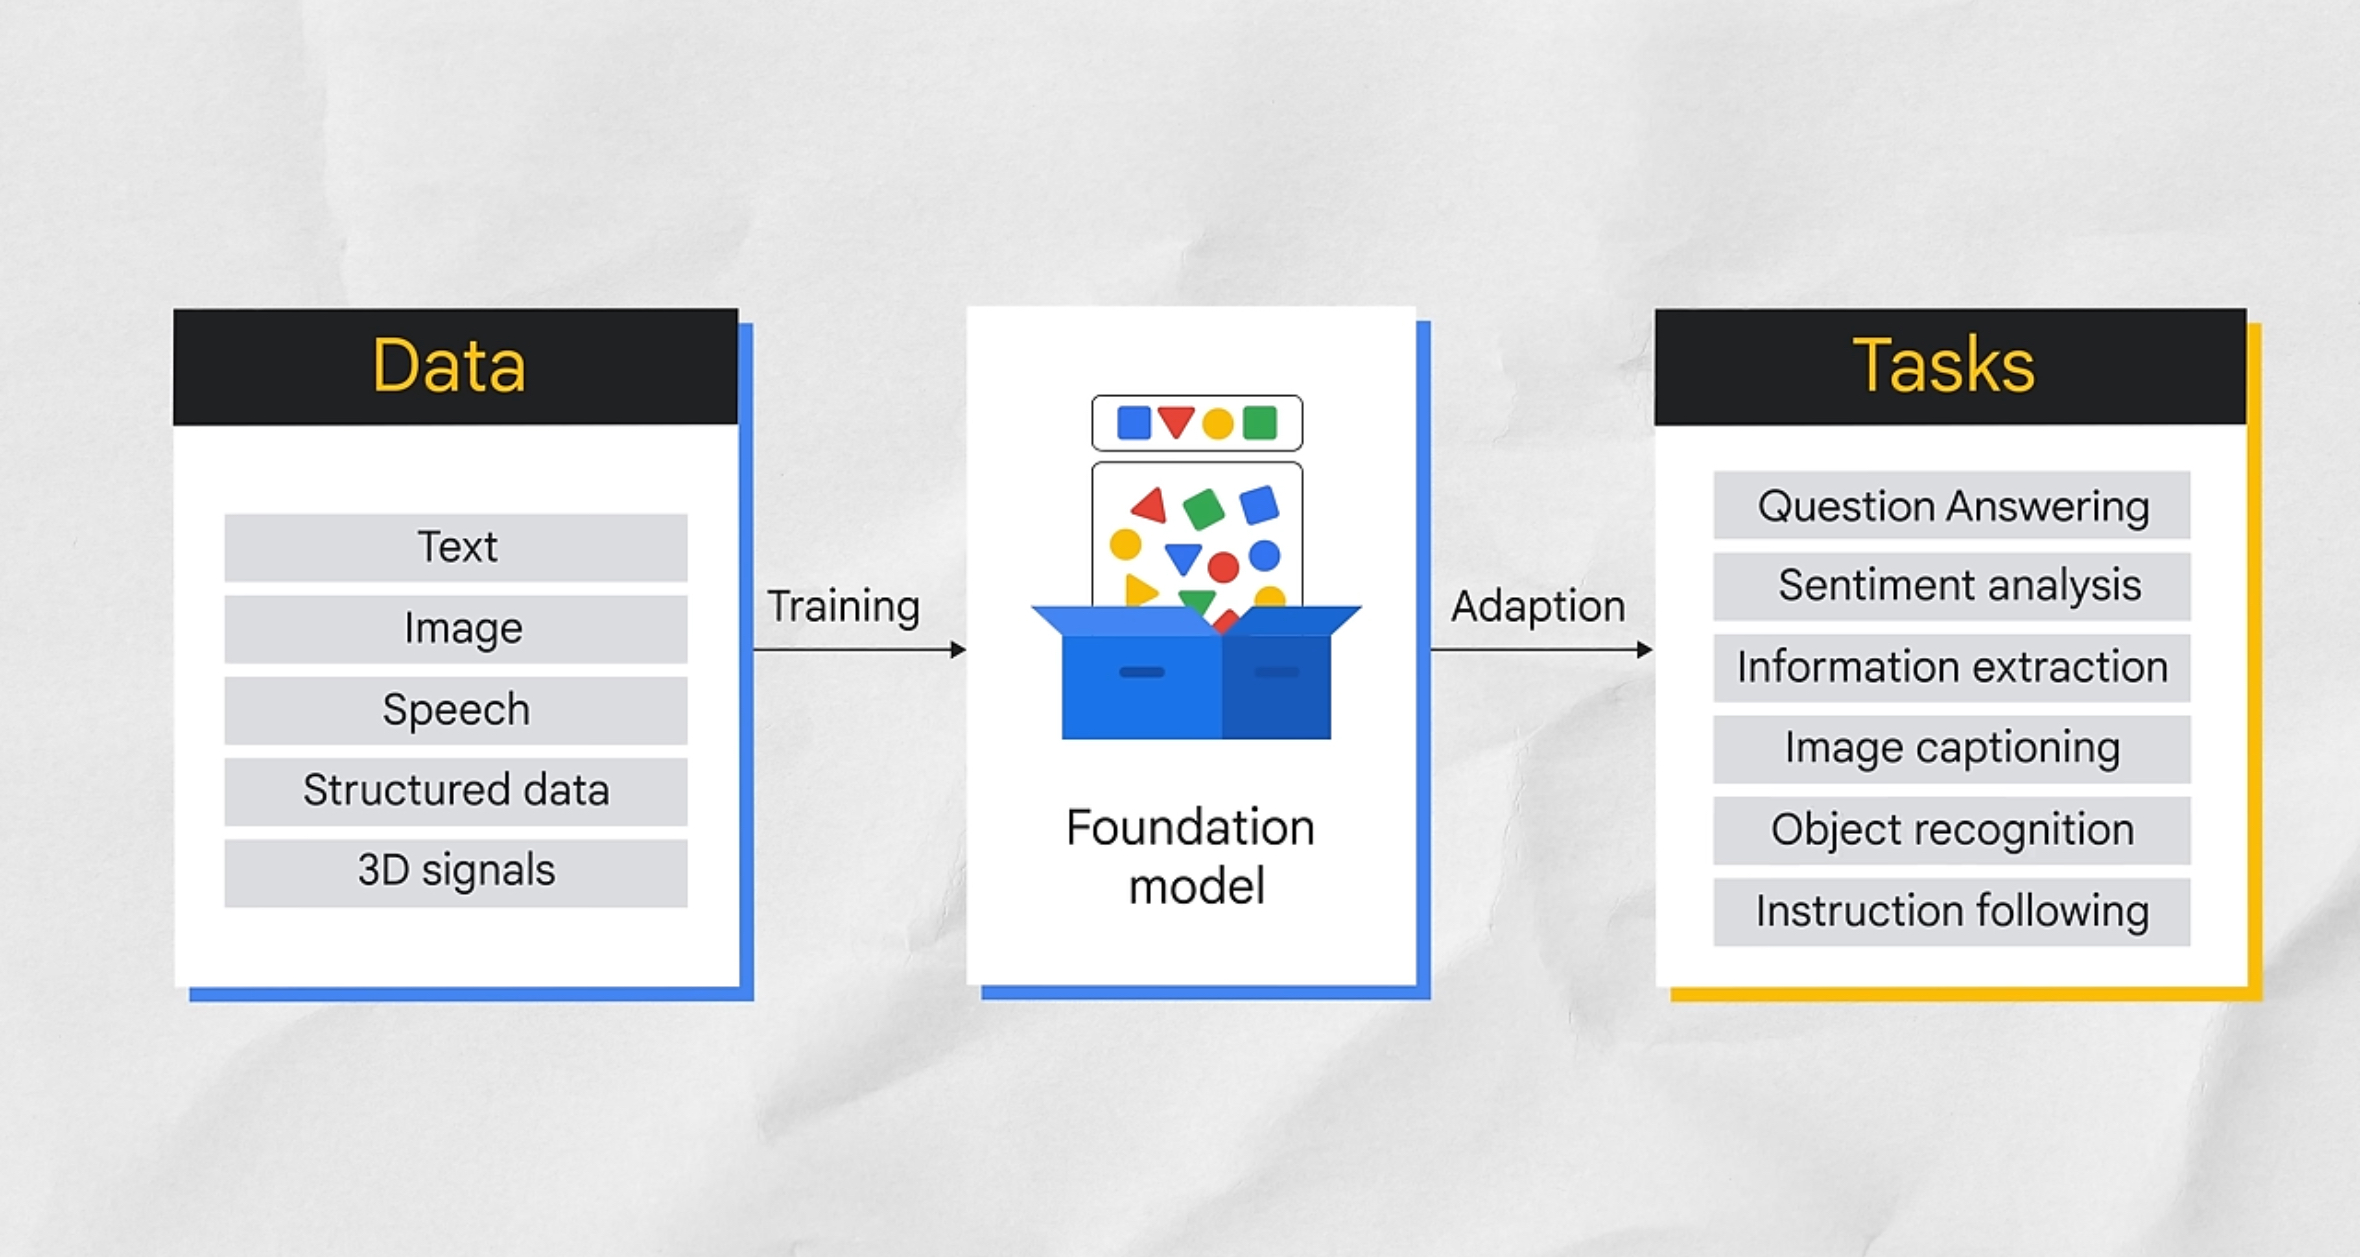 Data
Text
Image
Speech
Structured data
3D signals
Training
Foundation
model
Adaption
Tasks
Question Answering
Sentiment analysis
Information extraction
Image captioning
Object recognition
Instruction following